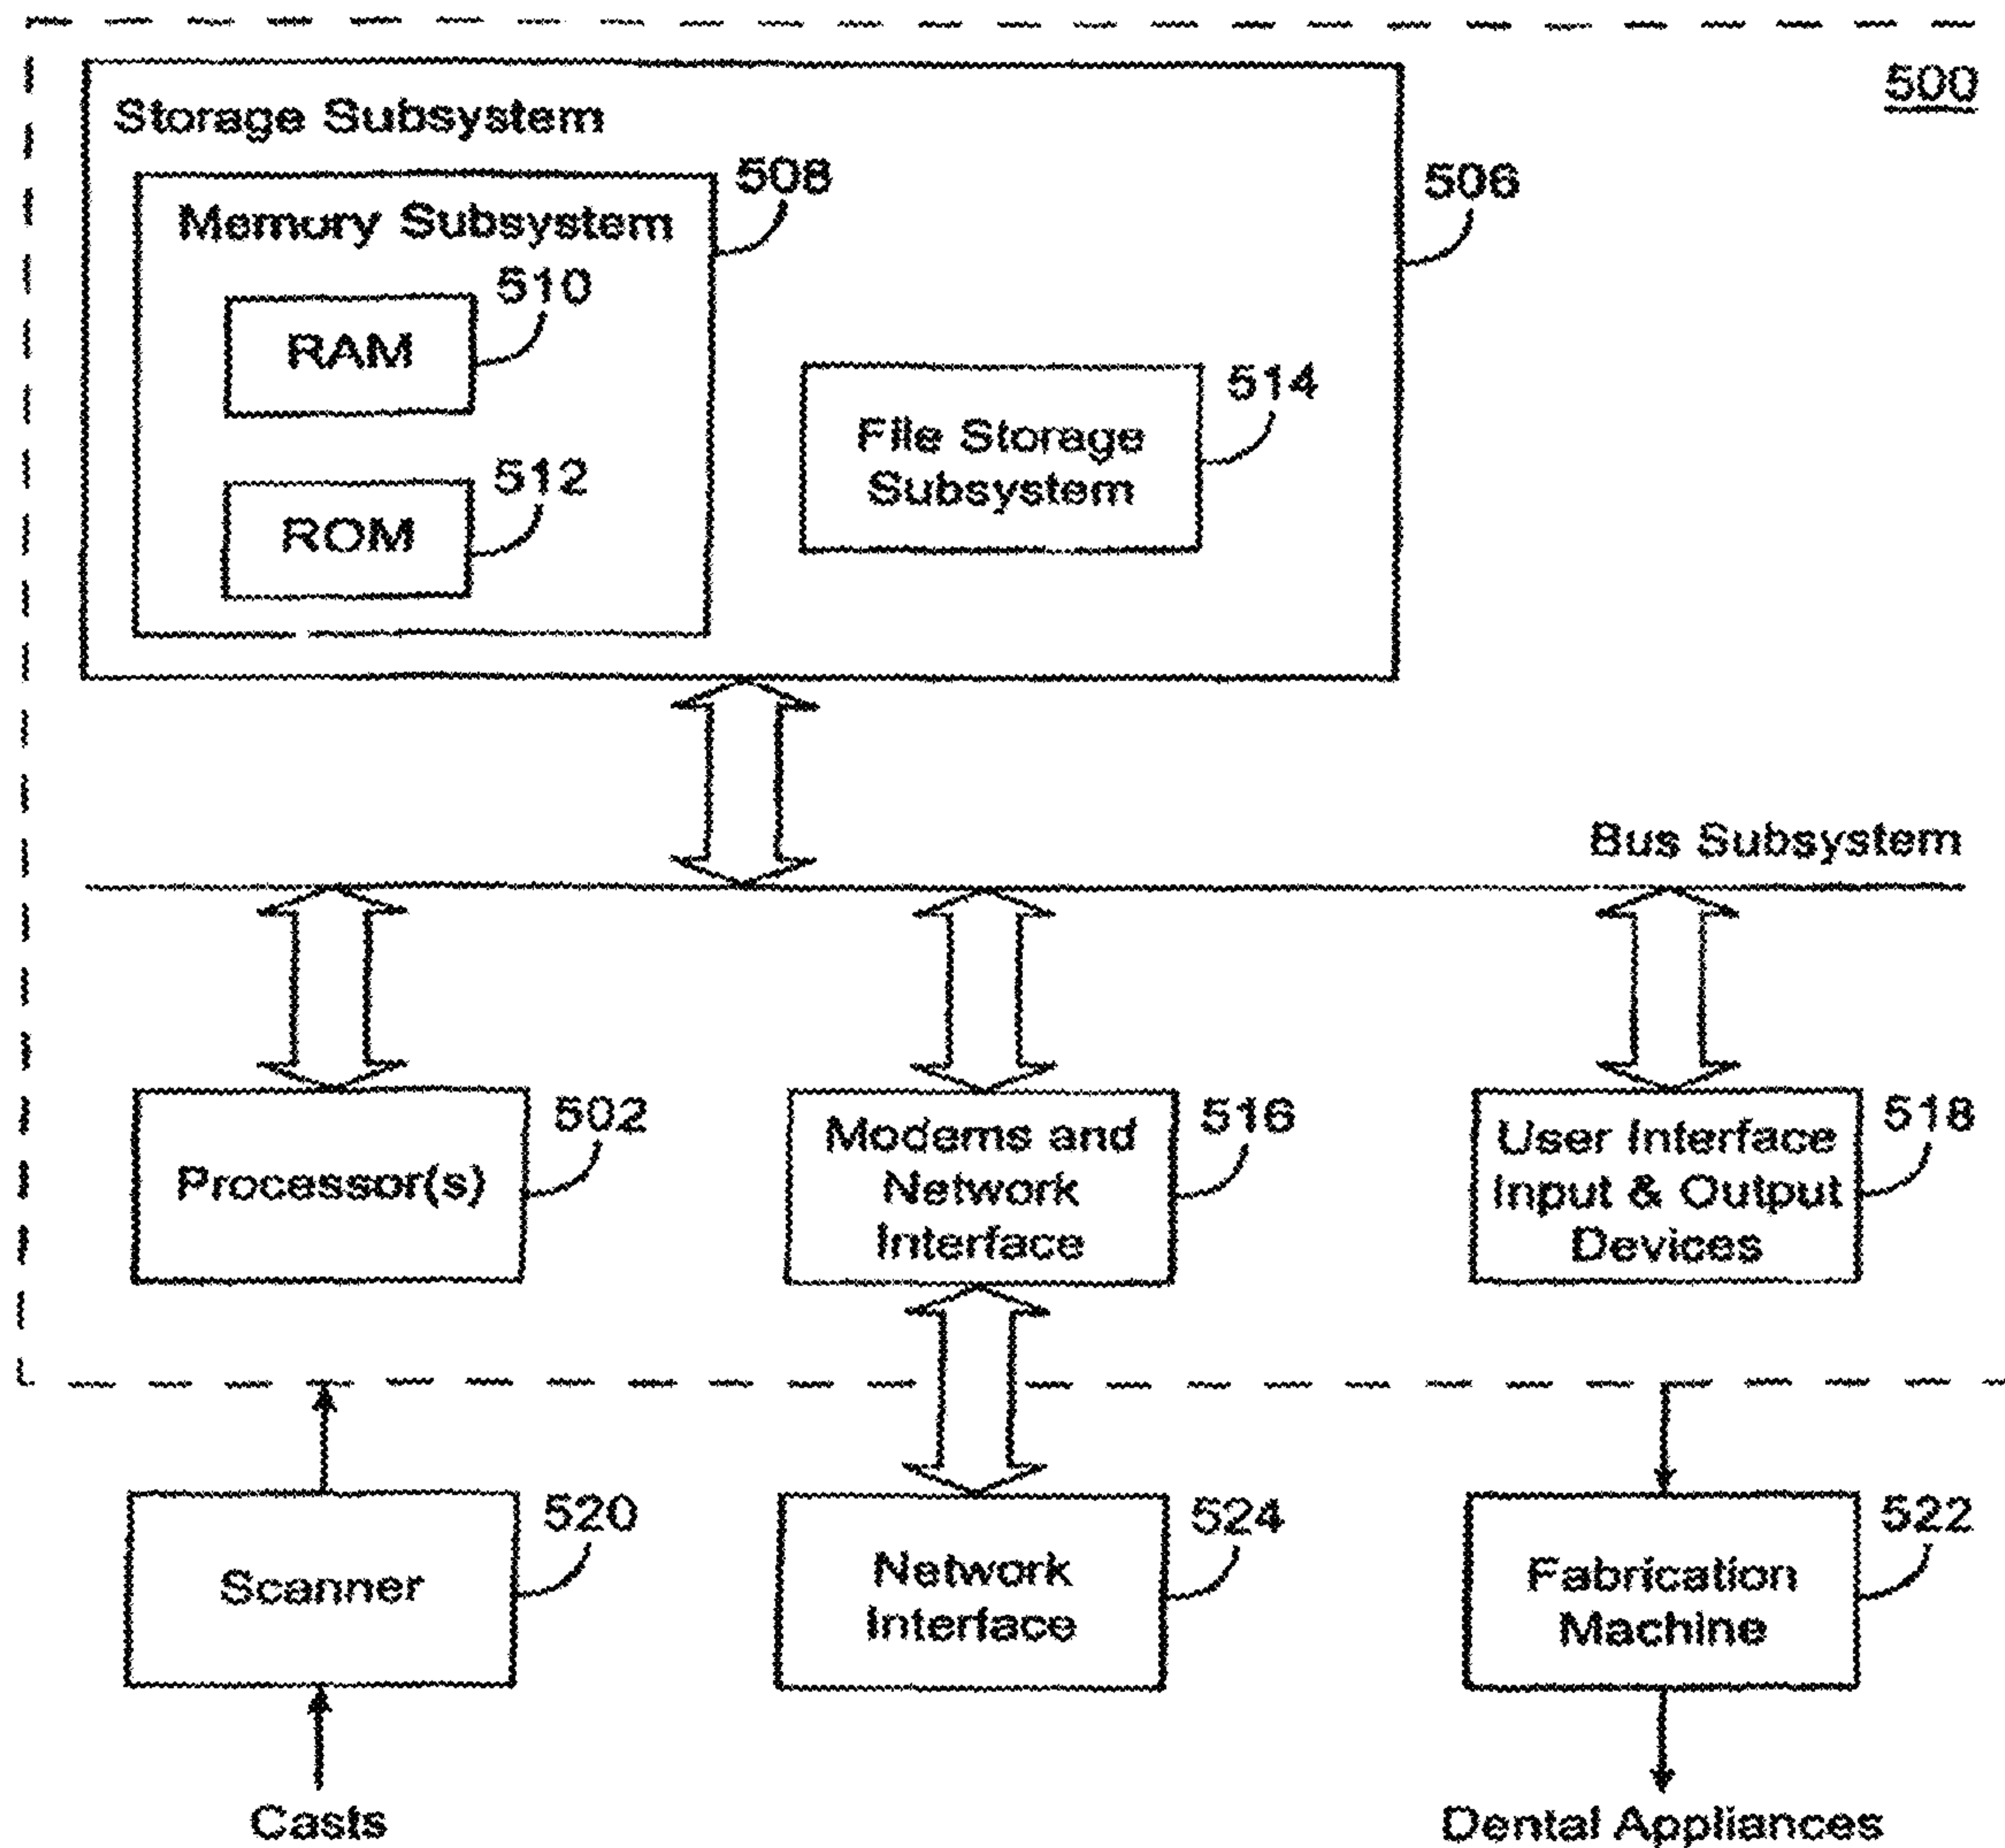 500
Storage Subsystem
508
506
Memory Subsystem
510
RAM
514
File Storage
Subsystem
512
ROM
Bus Subsystem
502
Processor(s)
516
Modems and
Network
Interface
518
User Interface
Input & Output
Devices
520
Scanner
524
Network
Interface
522
Fabrication
Machine
Casts
Dental Appliances